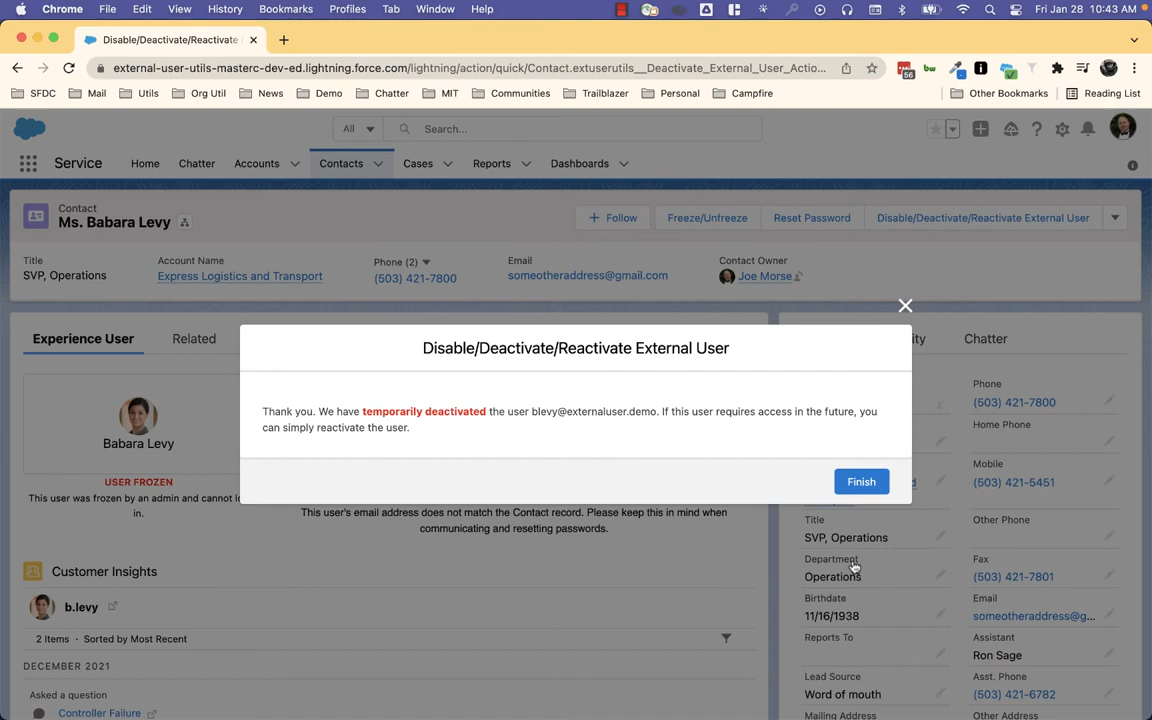 Chrome File Edit View History Bookmarks Profiles Tab Window Help Fri Jan 28 10:43 AM
Disable/Deactivate/Reactivate
external-user-utils-masterc-dev-ed.lightning.force.com/lightning/action/quick/Contact.extuserutils__Deactivate_External_User_Actio...
56
SFDC Mail Utils Org Util News Demo Chatter MIT Communities Trailblazer Personal Campfire Other Bookmarks Reading List
All Search...
Service Home Chatter Accounts Contacts Cases Reports Dashboards
Contact
Ms. Babara Levy
Follow Freeze/Unfreeze Reset Password Disable/Deactivate/Reactivate External User
Title Account Name Phone (2) Email Contact Owner
SVP, Operations Express Logistics and Transport (503) 421-7800 someotheraddress@gmail.com Joe Morse
Experience User Related
Chatter
Disable/Deactivate/Reactivate External User
Thank you. We have temporarily deactivated the user blevy@externaluser.demo. If this user requires access in the future, you
can simply reactivate the user.
Finish
Babara Levy
USER FROZEN
This user was frozen by an admin and cannot
in.
This user's email address does not match the Contact record. Please keep this in mind when
communicating and resetting passwords.
Customer Insights
b.levy
2 Items · Sorted by Most Recent
DECEMBER 2021
Asked a question
Controller Failure
Phone
(503) 421-7800
Home Phone
Mobile
(503) 421-5451
Title Other Phone
SVP, Operations
Department Fax
Operations (503) 421-7801
Birthdate Email
11/16/1938 someotheraddress@g...
Reports To Assistant
Ron Sage
Lead Source Asst. Phone
Word of mouth (503) 421-6782
Mailing Address Other Address